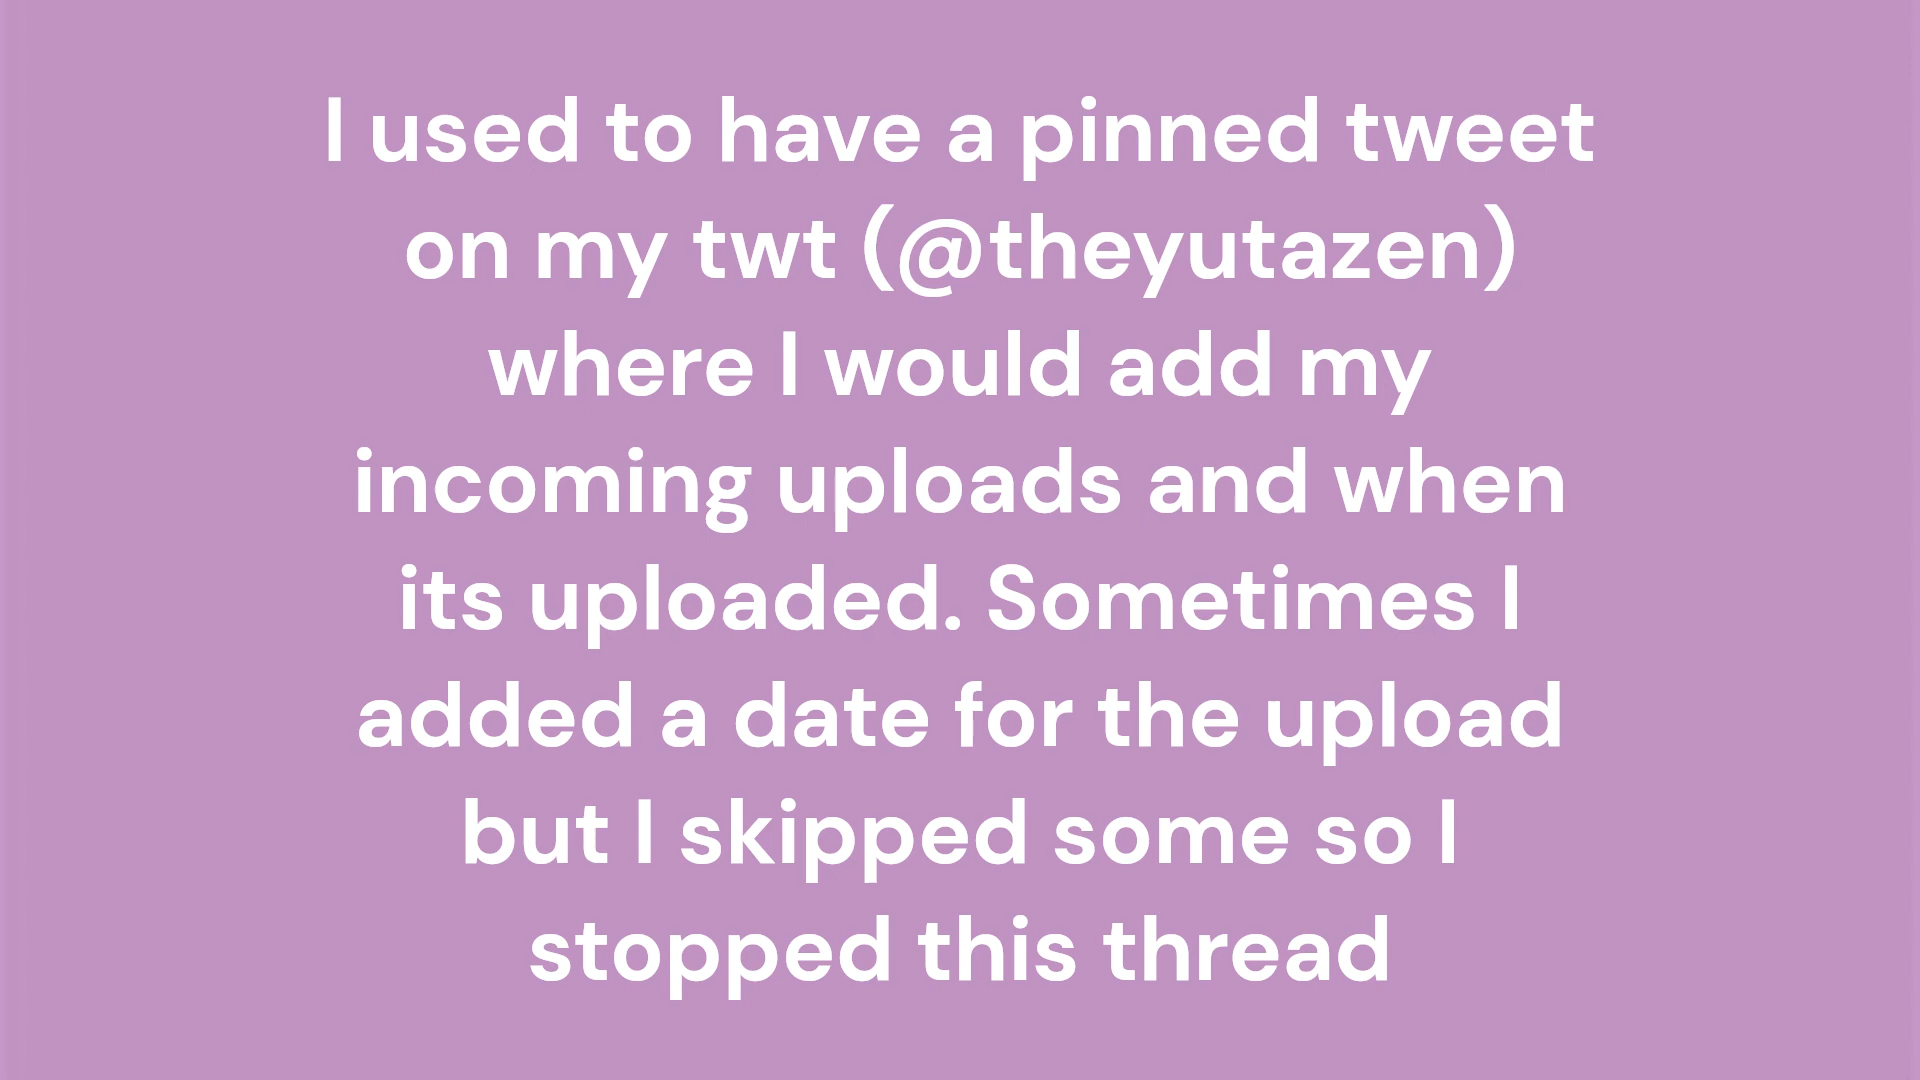 I used to have a pinned tweet
on my twt (@theyutazen)
where I would add my
incoming uploads and when
its uploaded. Sometimes I
added a date for the upload
but I skipped some so I
stopped this thread